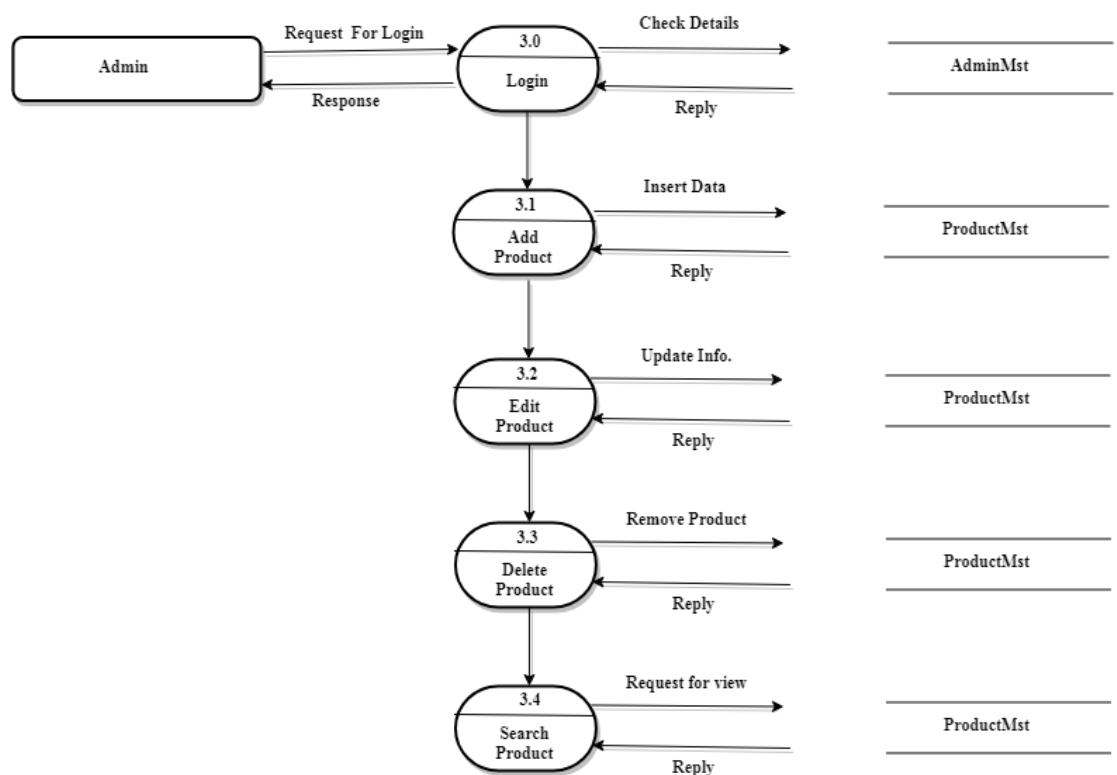 Admin
Request For Login
Response
3.0
Login
Check Details
Reply
AdminMst
3.1
Add
Product
Insert Data
Reply
ProductMst
3.2
Edit
Product
Update Info.
Reply
ProductMst
3.3
Delete
Product
Remove Product
Reply
ProductMst
3.4
Search
Product
Request for view
Reply
ProductMst